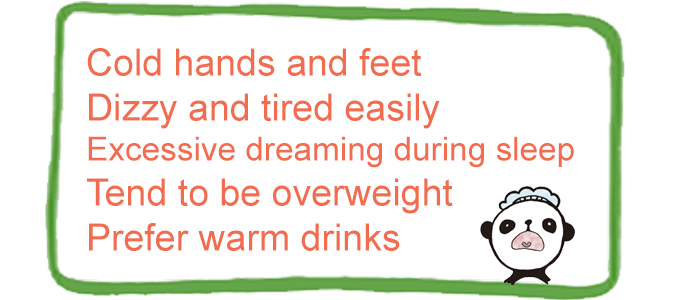 Cold hands and feet
Dizzy and tired easily
Excessive dreaming during sleep
Tend to be overweight
Prefer warm drinks